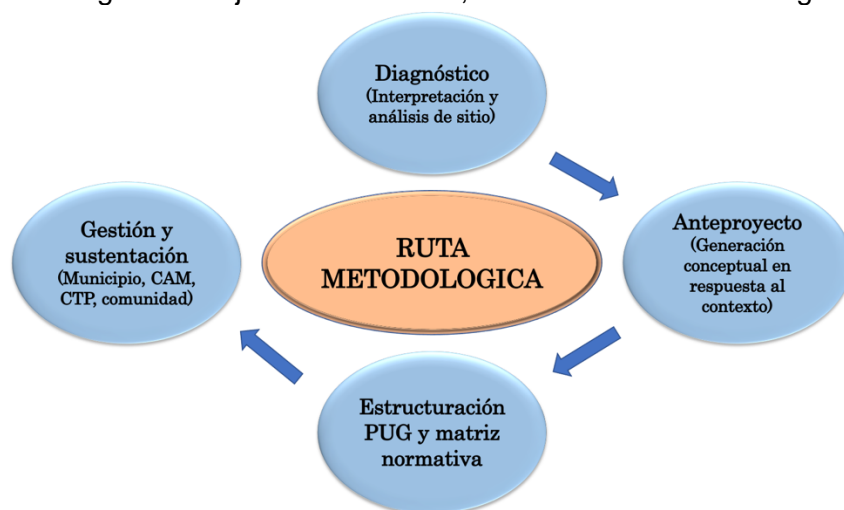 Diagnóstico
(Interpretación y
análisis de sitio)
Gestión y
sustentación
(Municipio, CAM,
CTP, comunidad)
RUTA
METODOLOGICA
Anteproyecto
(Generación
conceptual en
respuesta al
contexto)
Estructuración
PUG y matriz
normativa